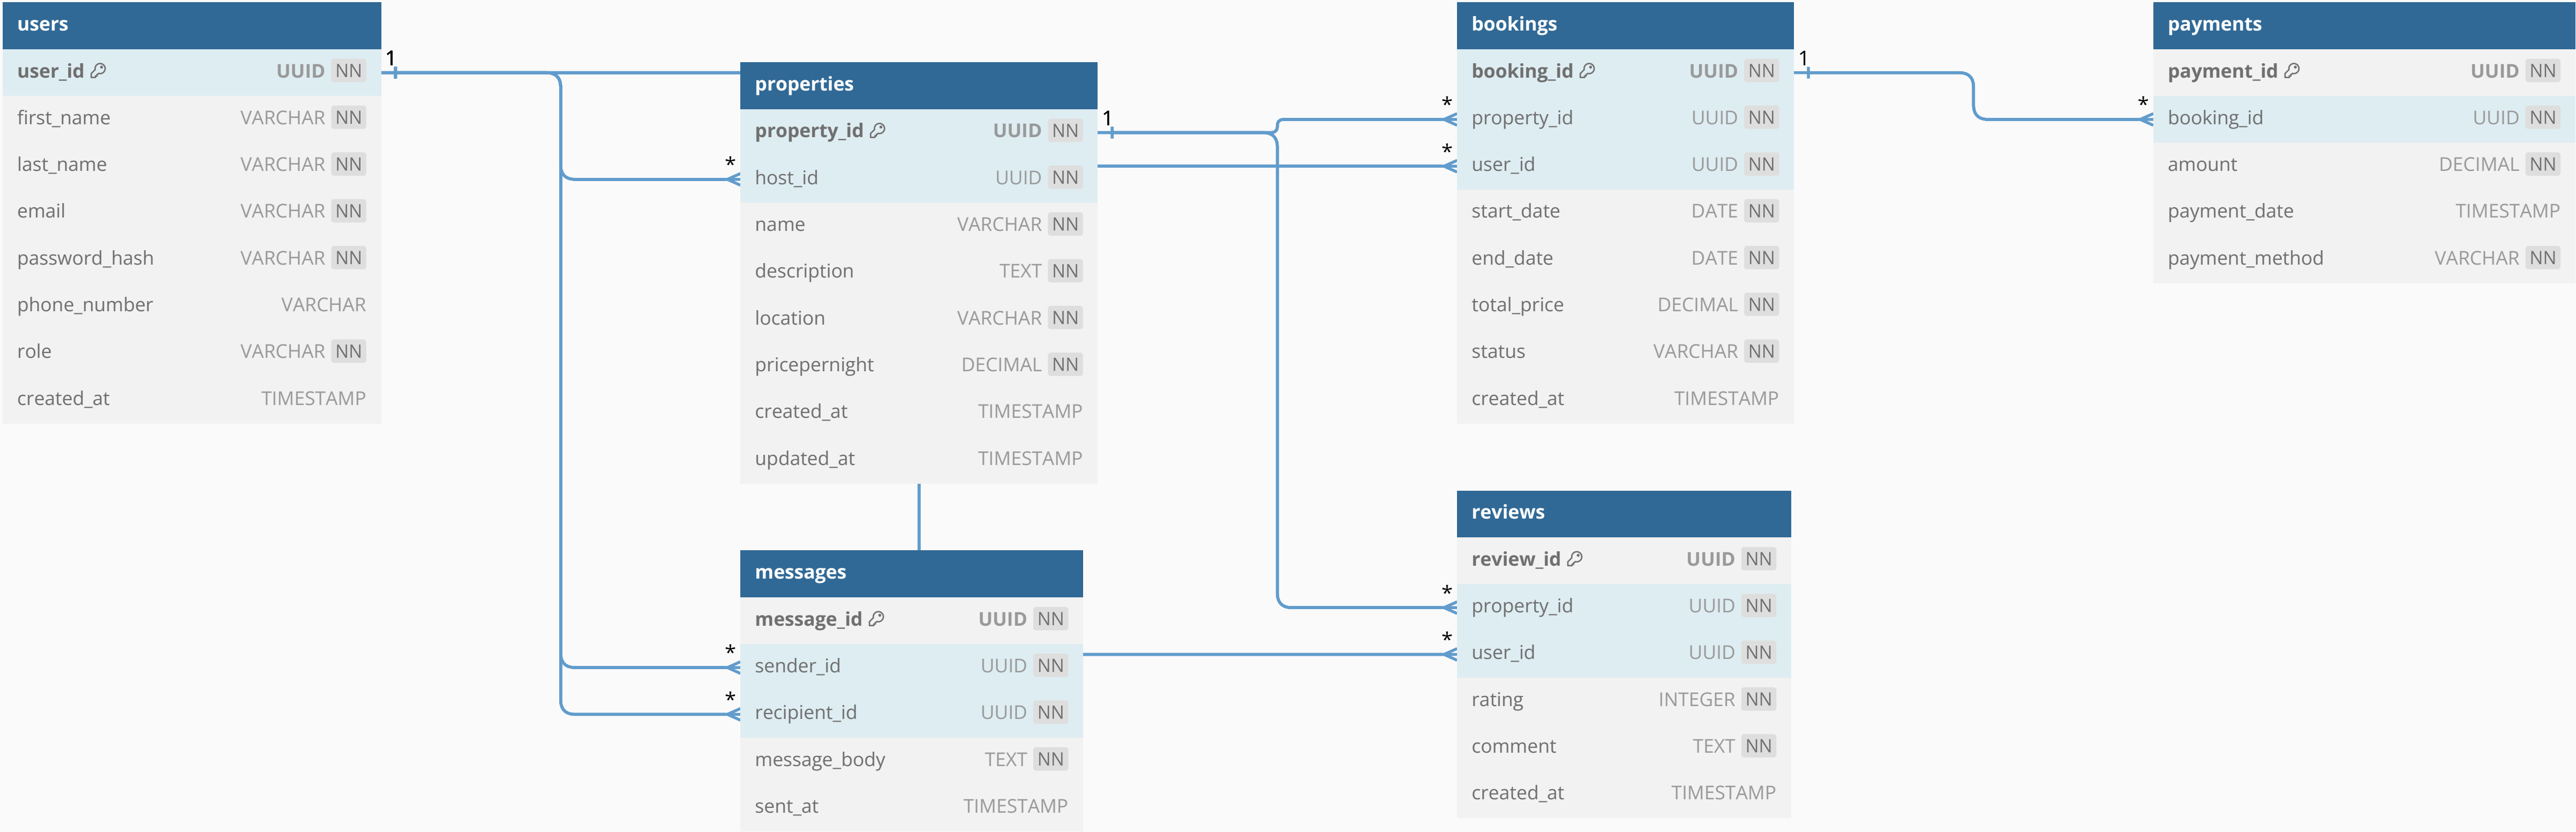 users
user_id UUID NN
first_name VARCHAR NN
last_name VARCHAR NN
email VARCHAR NN
password_hash VARCHAR NN
phone_number VARCHAR
role VARCHAR NN
created_at TIMESTAMP
1
properties
property_id UUID NN
host_id UUID NN
name VARCHAR NN
description TEXT NN
location VARCHAR NN
pricepernight DECIMAL NN
created_at TIMESTAMP
updated_at TIMESTAMP
*
1
messages
message_id UUID NN
sender_id UUID NN
recipient_id UUID NN
message_body TEXT NN
sent_at TIMESTAMP
*
*
bookings
booking_id UUID NN
property_id UUID NN
user_id UUID NN
start_date DATE NN
end_date DATE NN
total_price DECIMAL NN
status VARCHAR NN
created_at TIMESTAMP
*
*
1
reviews
review_id UUID NN
property_id UUID NN
user_id UUID NN
rating INTEGER NN
comment TEXT NN
created_at TIMESTAMP
*
*
payments
payment_id UUID NN
booking_id UUID NN
amount DECIMAL NN
payment_date TIMESTAMP
payment_method VARCHAR NN
*